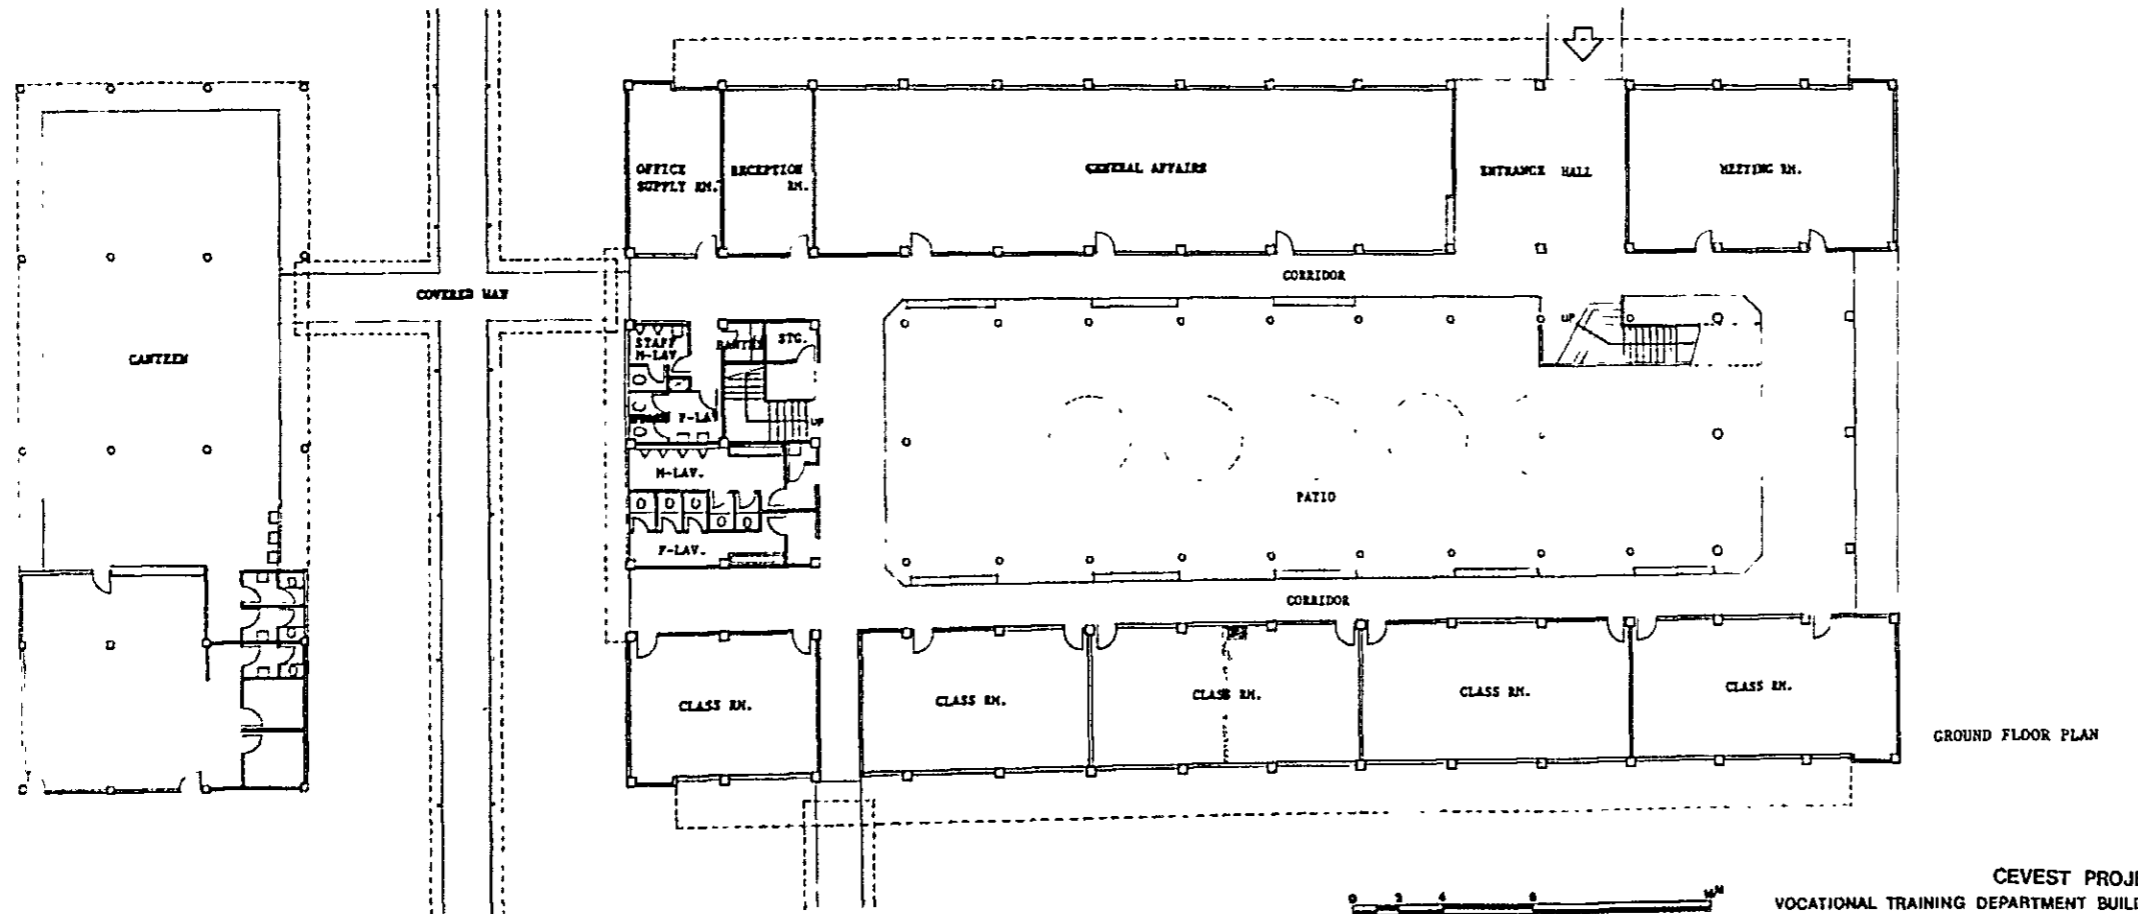 OFFICE
SUPPLY RM.
RECEPTION
RM.
GENERAL AFFAIRS
ENTRANCE HALL
MEETING RM.
CORRIDOR
COVERED WAY
CANTEEN
STAFF
M-LAV
STG.
UP
F-LAV
UP
M-LAV.
F-LAV.
PATIO
CORRIDOR
CLASS RM.
CLASS RM.
CLASS RM.
CLASS RM.
CLASS RM.
GROUND FLOOR PLAN
0 2 4 8
CEVEST PROJE
VOCATIONAL TRAINING DEPARTMENT BUILD